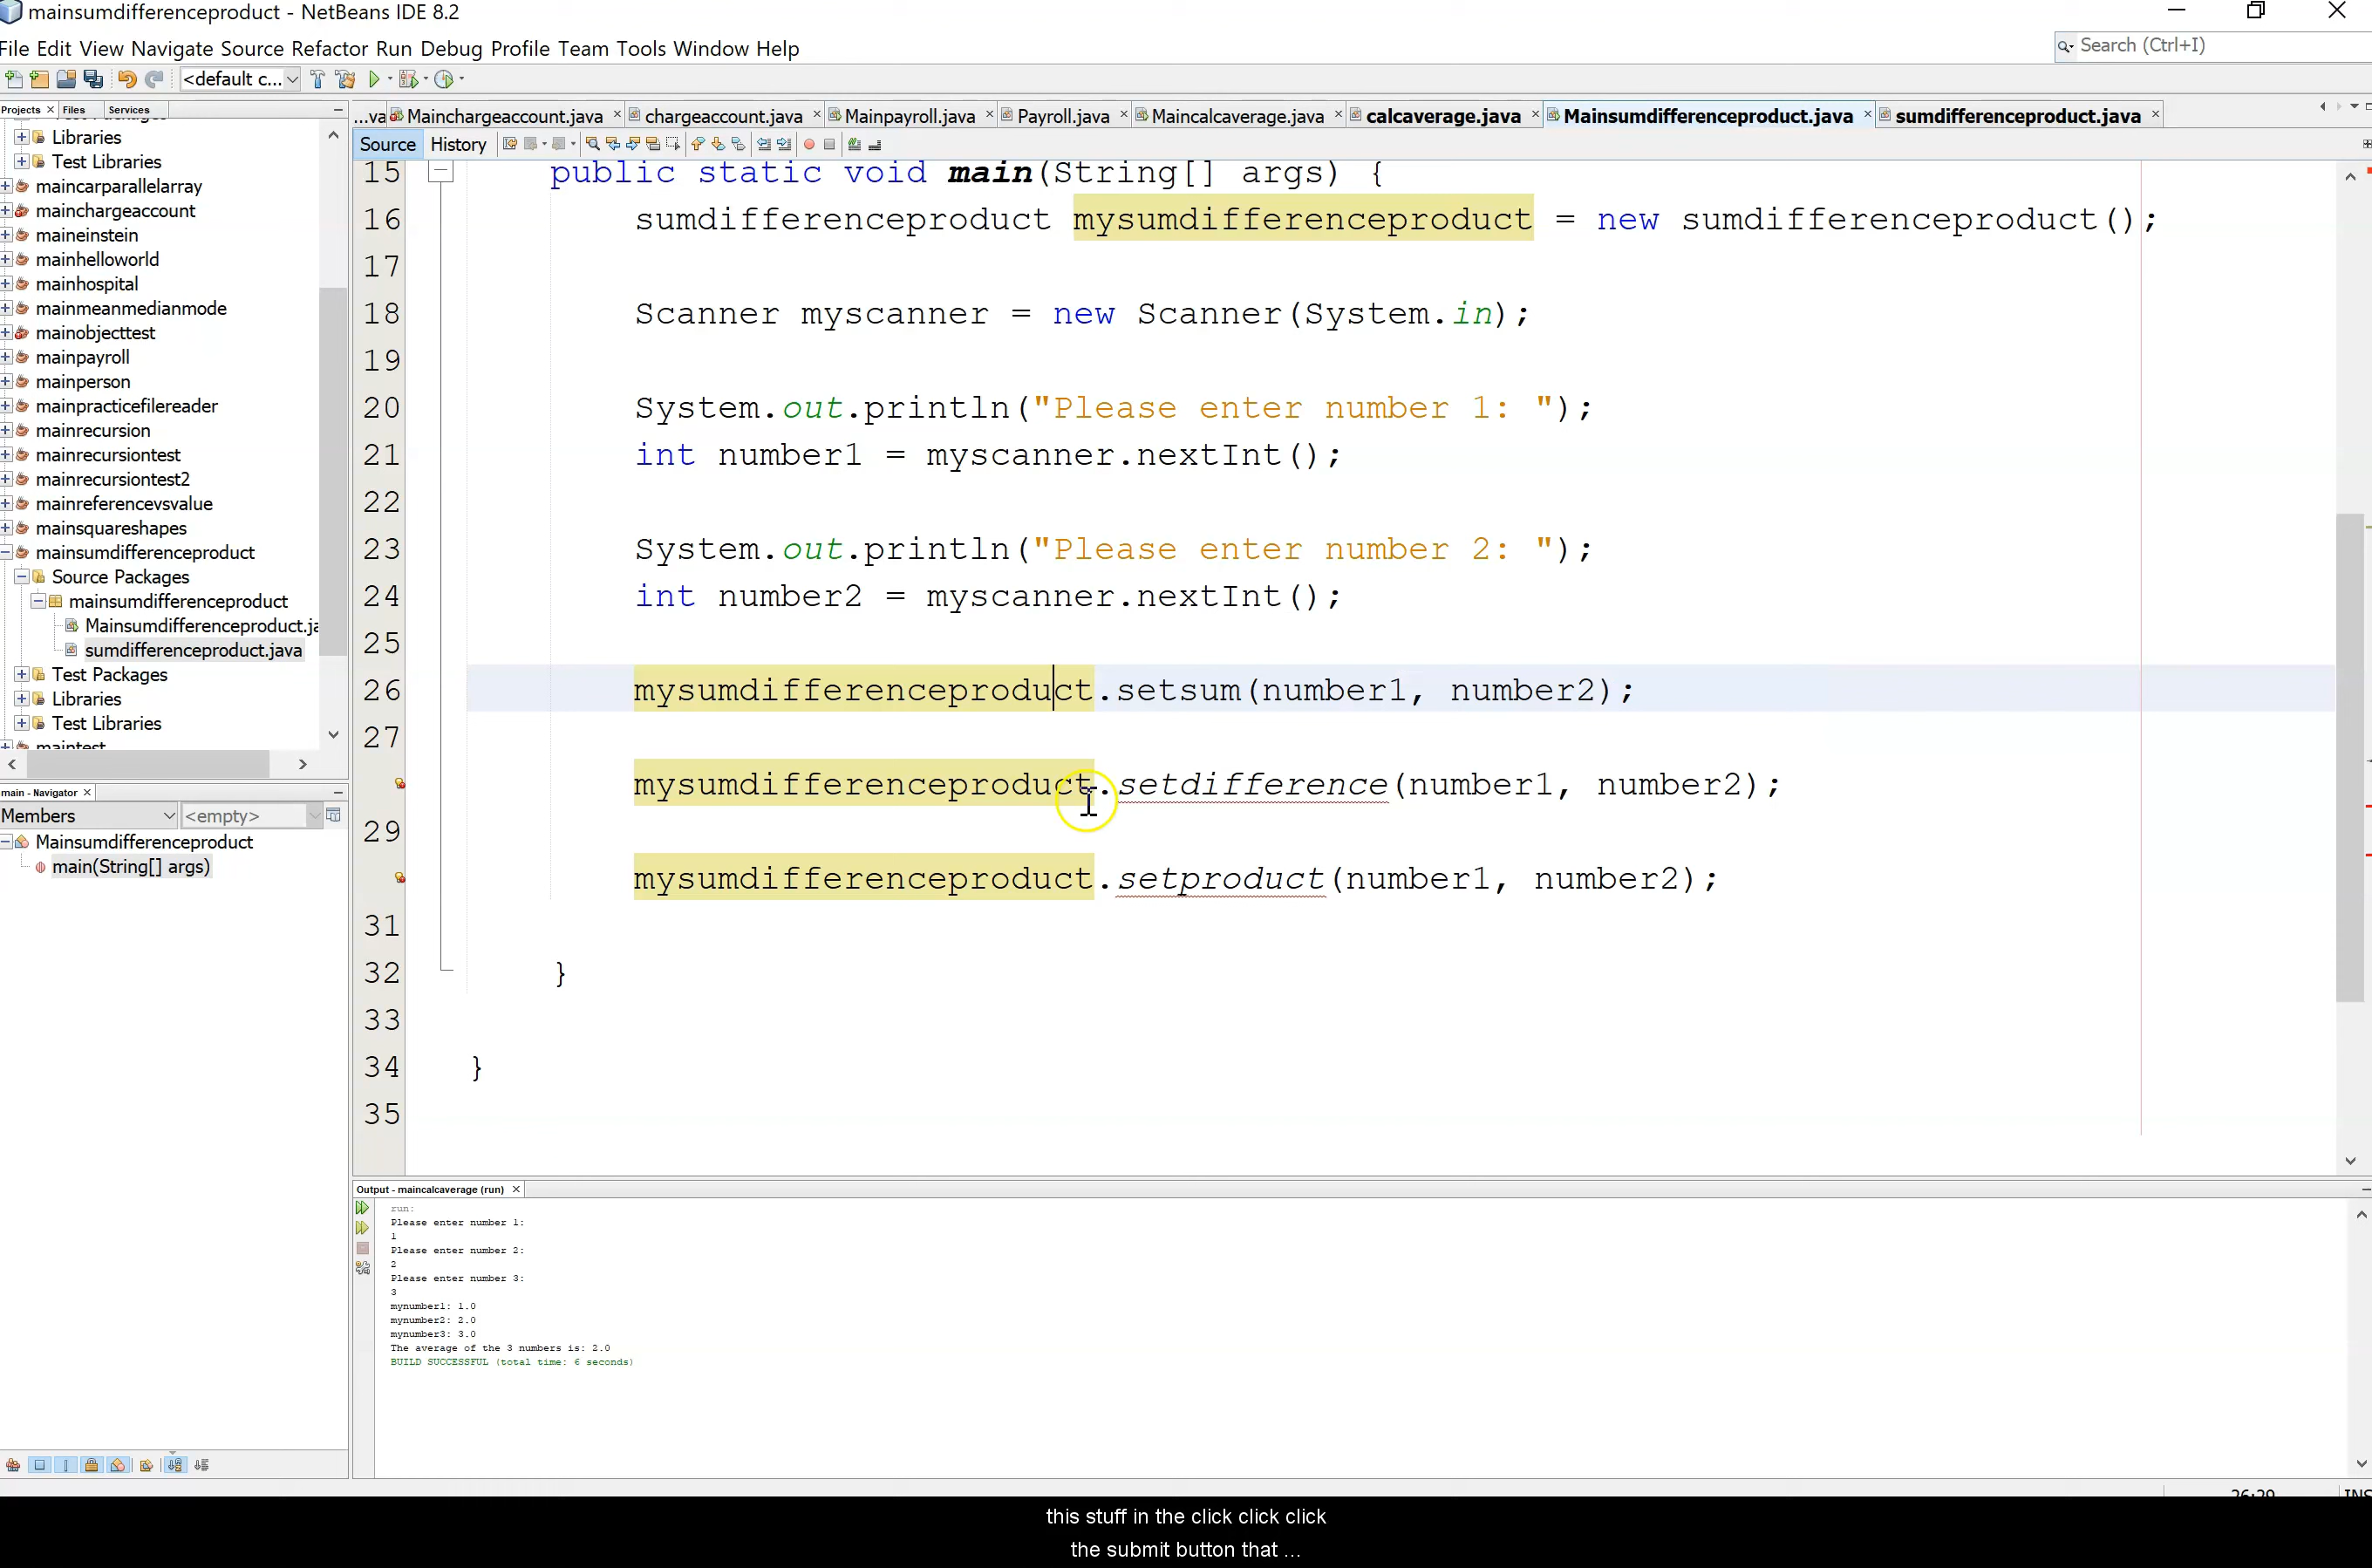 mainsumdifferenceproduct - NetBeans IDE 8.2
File Edit View Navigate Source Refactor Run Debug Profile Team Tools Window Help
Search (Ctrl+I)
<default c...
Projects Files Services
...va Mainchargeaccount.java chargeaccount.java Mainpayroll.java Payroll.java Maincalcaverage.java calcaverage.java Mainsumdifferenceproduct.java sumdifferenceproduct.java
Source History
Libraries
Test Libraries
maincarparallelarray
mainchargeaccount
maineinstein
mainhelloworld
mainhospital
mainmeanmedianmode
mainobjecttest
mainpayroll
mainperson
mainpracticefilereader
mainrecursion
mainrecursiontest
mainrecursiontest2
mainreferencevsvalue
mainsquareshapes
mainsumdifferenceproduct
Source Packages
mainsumdifferenceproduct
Mainsumdifferenceproduct.ja
sumdifferenceproduct.java
Test Packages
Libraries
Test Libraries
maintest
main - Navigator
Members <empty>
Mainsumdifferenceproduct
main(String[] args)
15 public static void main(String[] args) {
16 sumdifferenceproduct mysumdifferenceproduct = new sumdifferenceproduct();
17
18 Scanner myscanner = new Scanner(System.in);
19
20 System.out.println("Please enter number 1: ");
21 int number1 = myscanner.nextInt();
22
23 System.out.println("Please enter number 2: ");
24 int number2 = myscanner.nextInt();
25
26 mysumdifferenceproduct.setsum(number1, number2);
27
mysumdifferenceproduct.setdifference(number1, number2);
29
mysumdifferenceproduct.setproduct(number1, number2);
31
32 }
33
34 }
35
Output - maincalcaverage (run)
run:
Please enter number 1:
1
Please enter number 2:
2
Please enter number 3:
3
mynumber1: 1.0
mynumber2: 2.0
mynumber3: 3.0
The average of the 3 numbers is: 2.0
BUILD SUCCESSFUL (total time: 6 seconds)
26:29 INS
this stuff in the click click click
the submit button that ...